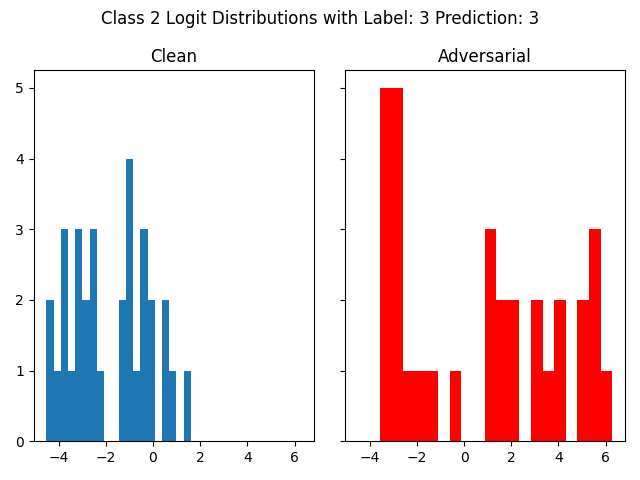 Class 2 Logit Distributions with Label: 3 Prediction: 3
Clean
Adversarial
5
4
3
2
1
0
−4 −2 0 2 4 6
−4 −2 0 2 4 6